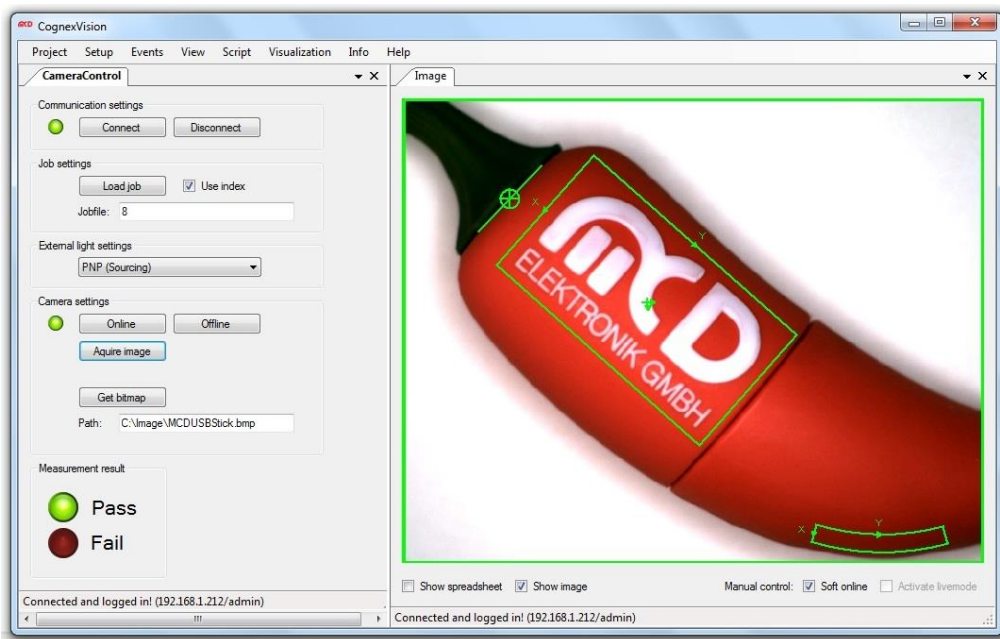 MCD CognexVision
Project Setup Events View Script Visualization Info Help
CameraControl
Communication settings
Connect Disconnect
Job settings
Load job Use index
Jobfile: 8
External light settings
PNP (Sourcing)
Camera settings
Online Offline
Aquire image
Get bitmap
Path: C:\Image\MCDUSBStick.bmp
Measurement result
Pass
Fail
Connected and logged in! (192.168.1.212/admin)
Image
X
Y
MCD
ELEKTRONIK GMBH
X
Y
Show spreadsheet Show image Manual control: Soft online Activate livemode
Connected and logged in! (192.168.1.212/admin)